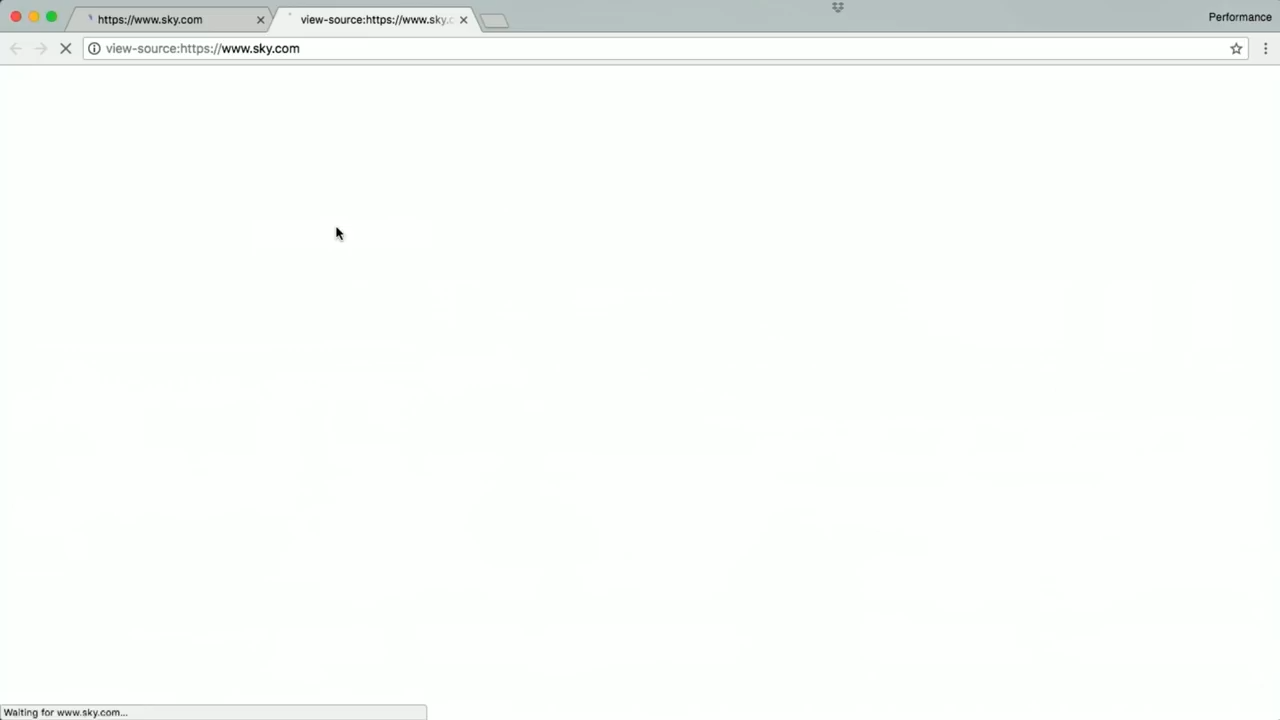 https://www.sky.com
view-source:https://www.sky.c
Performance
view-source:https://www.sky.com
Waiting for www.sky.com...